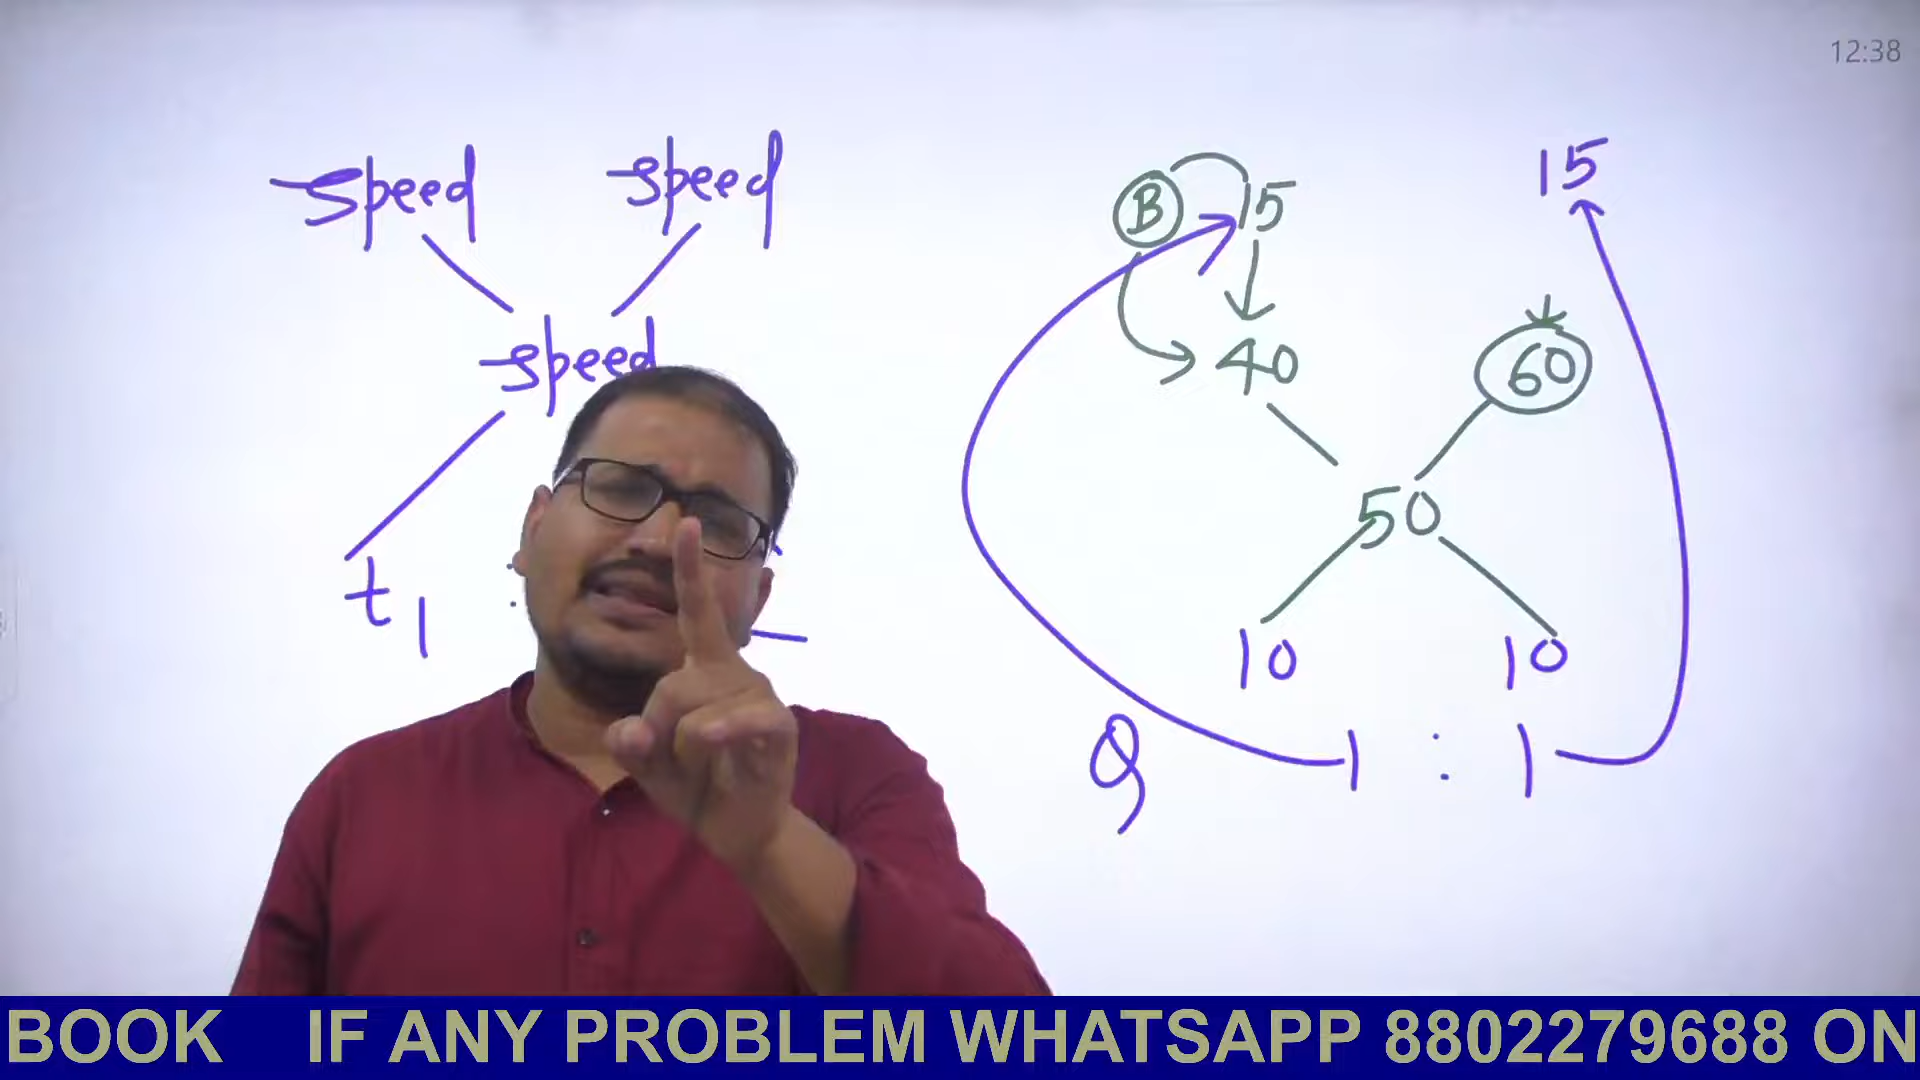 12:38
speed speed
speed
t1 :
B 15 15
40 60
50
10 10
Q 1 : 1
BOOK IF ANY PROBLEM WHATSAPP 8802279688 ON